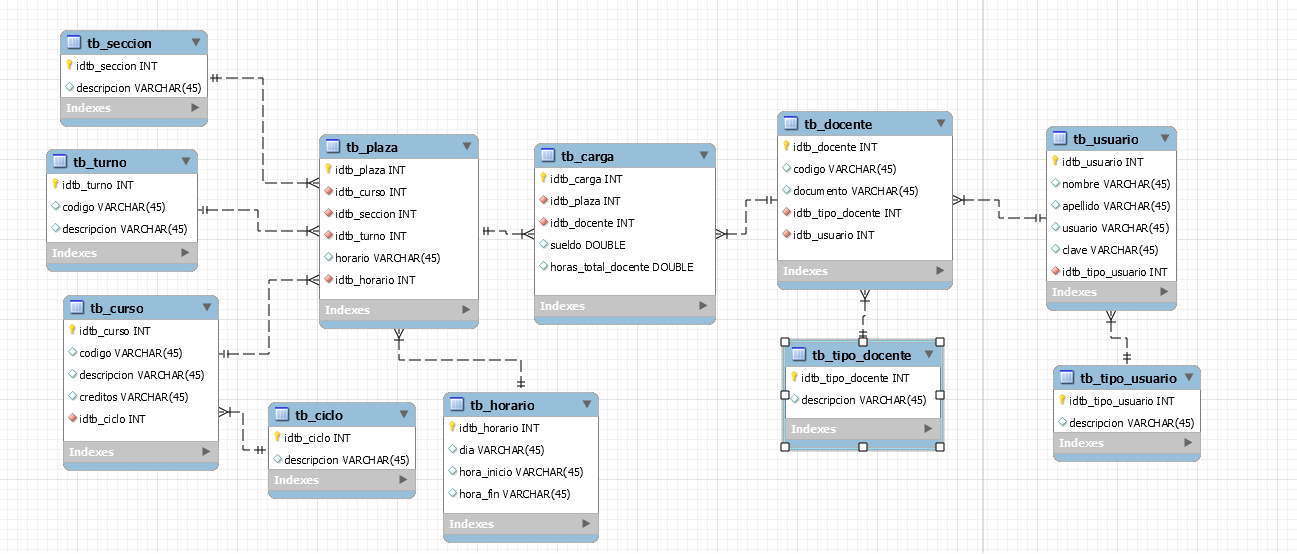 tb_seccion
idtb_seccion INT
descripcion VARCHAR(45)
Indexes
tb_turno
idtb_turno INT
codigo VARCHAR(45)
descripcion VARCHAR(45)
Indexes
tb_curso
idtb_curso INT
codigo VARCHAR(45)
descripcion VARCHAR(45)
creditos VARCHAR(45)
idtb_ciclo INT
Indexes
tb_ciclo
idtb_ciclo INT
descripcion VARCHAR(45)
Indexes
tb_plaza
idtb_plaza INT
idtb_curso INT
idtb_seccion INT
idtb_turno INT
horario VARCHAR(45)
idtb_horario INT
Indexes
tb_horario
idtb_horario INT
dia VARCHAR(45)
hora_inicio VARCHAR(45)
hora_fin VARCHAR(45)
Indexes
tb_carga
idtb_carga INT
idtb_plaza INT
idtb_docente INT
sueldo DOUBLE
horas_total_docente DOUBLE
Indexes
tb_docente
idtb_docente INT
codigo VARCHAR(45)
documento VARCHAR(45)
idtb_tipo_docente INT
idtb_usuario INT
Indexes
tb_tipo_docente
idtb_tipo_docente INT
descripcion VARCHAR(45)
Indexes
tb_usuario
idtb_usuario INT
nombre VARCHAR(45)
apellido VARCHAR(45)
usuario VARCHAR(45)
clave VARCHAR(45)
idtb_tipo_usuario INT
Indexes
tb_tipo_usuario
idtb_tipo_usuario INT
descripcion VARCHAR(45)
Indexes